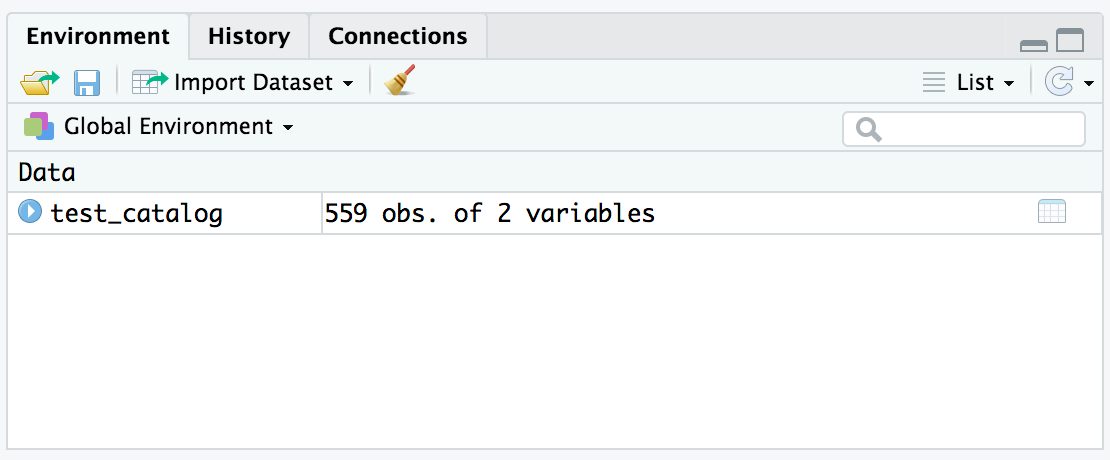 Environment History Connections
Import Dataset List
Global Environment
Data
test_catalog 559 obs. of 2 variables